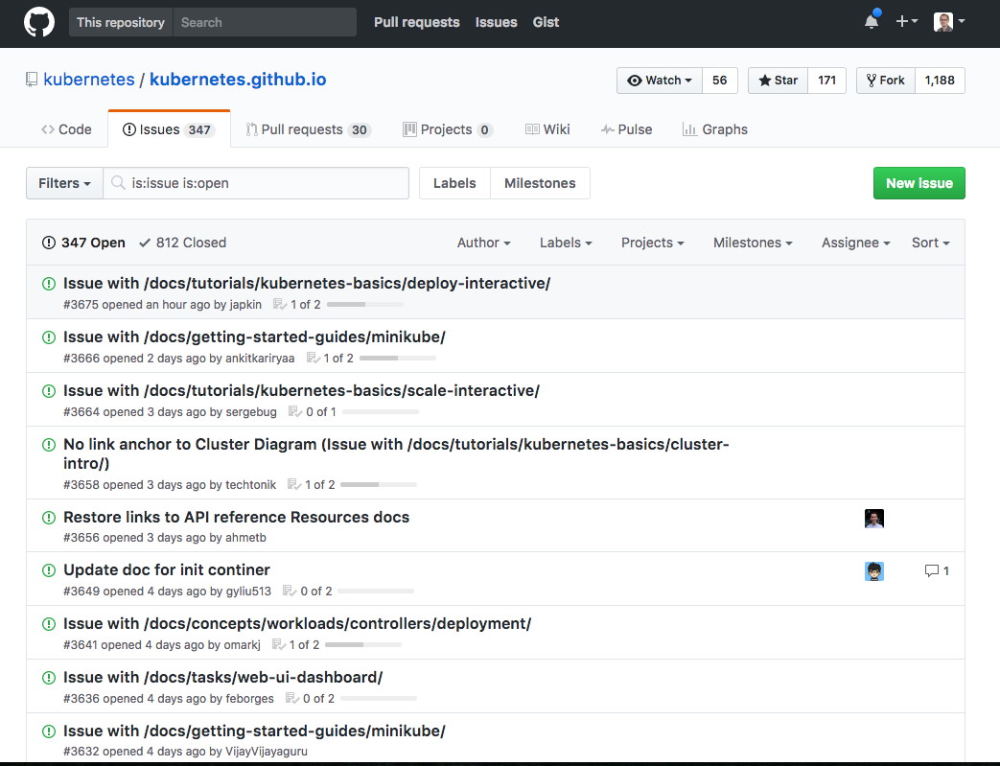 This repository Search Pull requests Issues Gist
kubernetes / kubernetes.github.io Watch 56 Star 171 Fork 1,188
Code Issues 347 Pull requests 30 Projects 0 Wiki Pulse Graphs
Filters is:issue is:open Labels Milestones New issue
347 Open 812 Closed Author Labels Projects Milestones Assignee Sort
Issue with /docs/tutorials/kubernetes-basics/deploy-interactive/
#3675 opened an hour ago by japkin 1 of 2
Issue with /docs/getting-started-guides/minikube/
#3666 opened 2 days ago by ankitkariryaa 1 of 2
Issue with /docs/tutorials/kubernetes-basics/scale-interactive/
#3664 opened 3 days ago by sergebug 0 of 1
No link anchor to Cluster Diagram (Issue with /docs/tutorials/kubernetes-basics/cluster-
intro/)
#3658 opened 3 days ago by techtonik 1 of 2
Restore links to API reference Resources docs
#3656 opened 3 days ago by ahmetb
Update doc for init continer 1
#3649 opened 4 days ago by gyliu513 0 of 2
Issue with /docs/concepts/workloads/controllers/deployment/
#3641 opened 4 days ago by omarkj 1 of 2
Issue with /docs/tasks/web-ui-dashboard/
#3636 opened 4 days ago by feborges 0 of 2
Issue with /docs/getting-started-guides/minikube/
#3632 opened 4 days ago by VijayVijayaguru